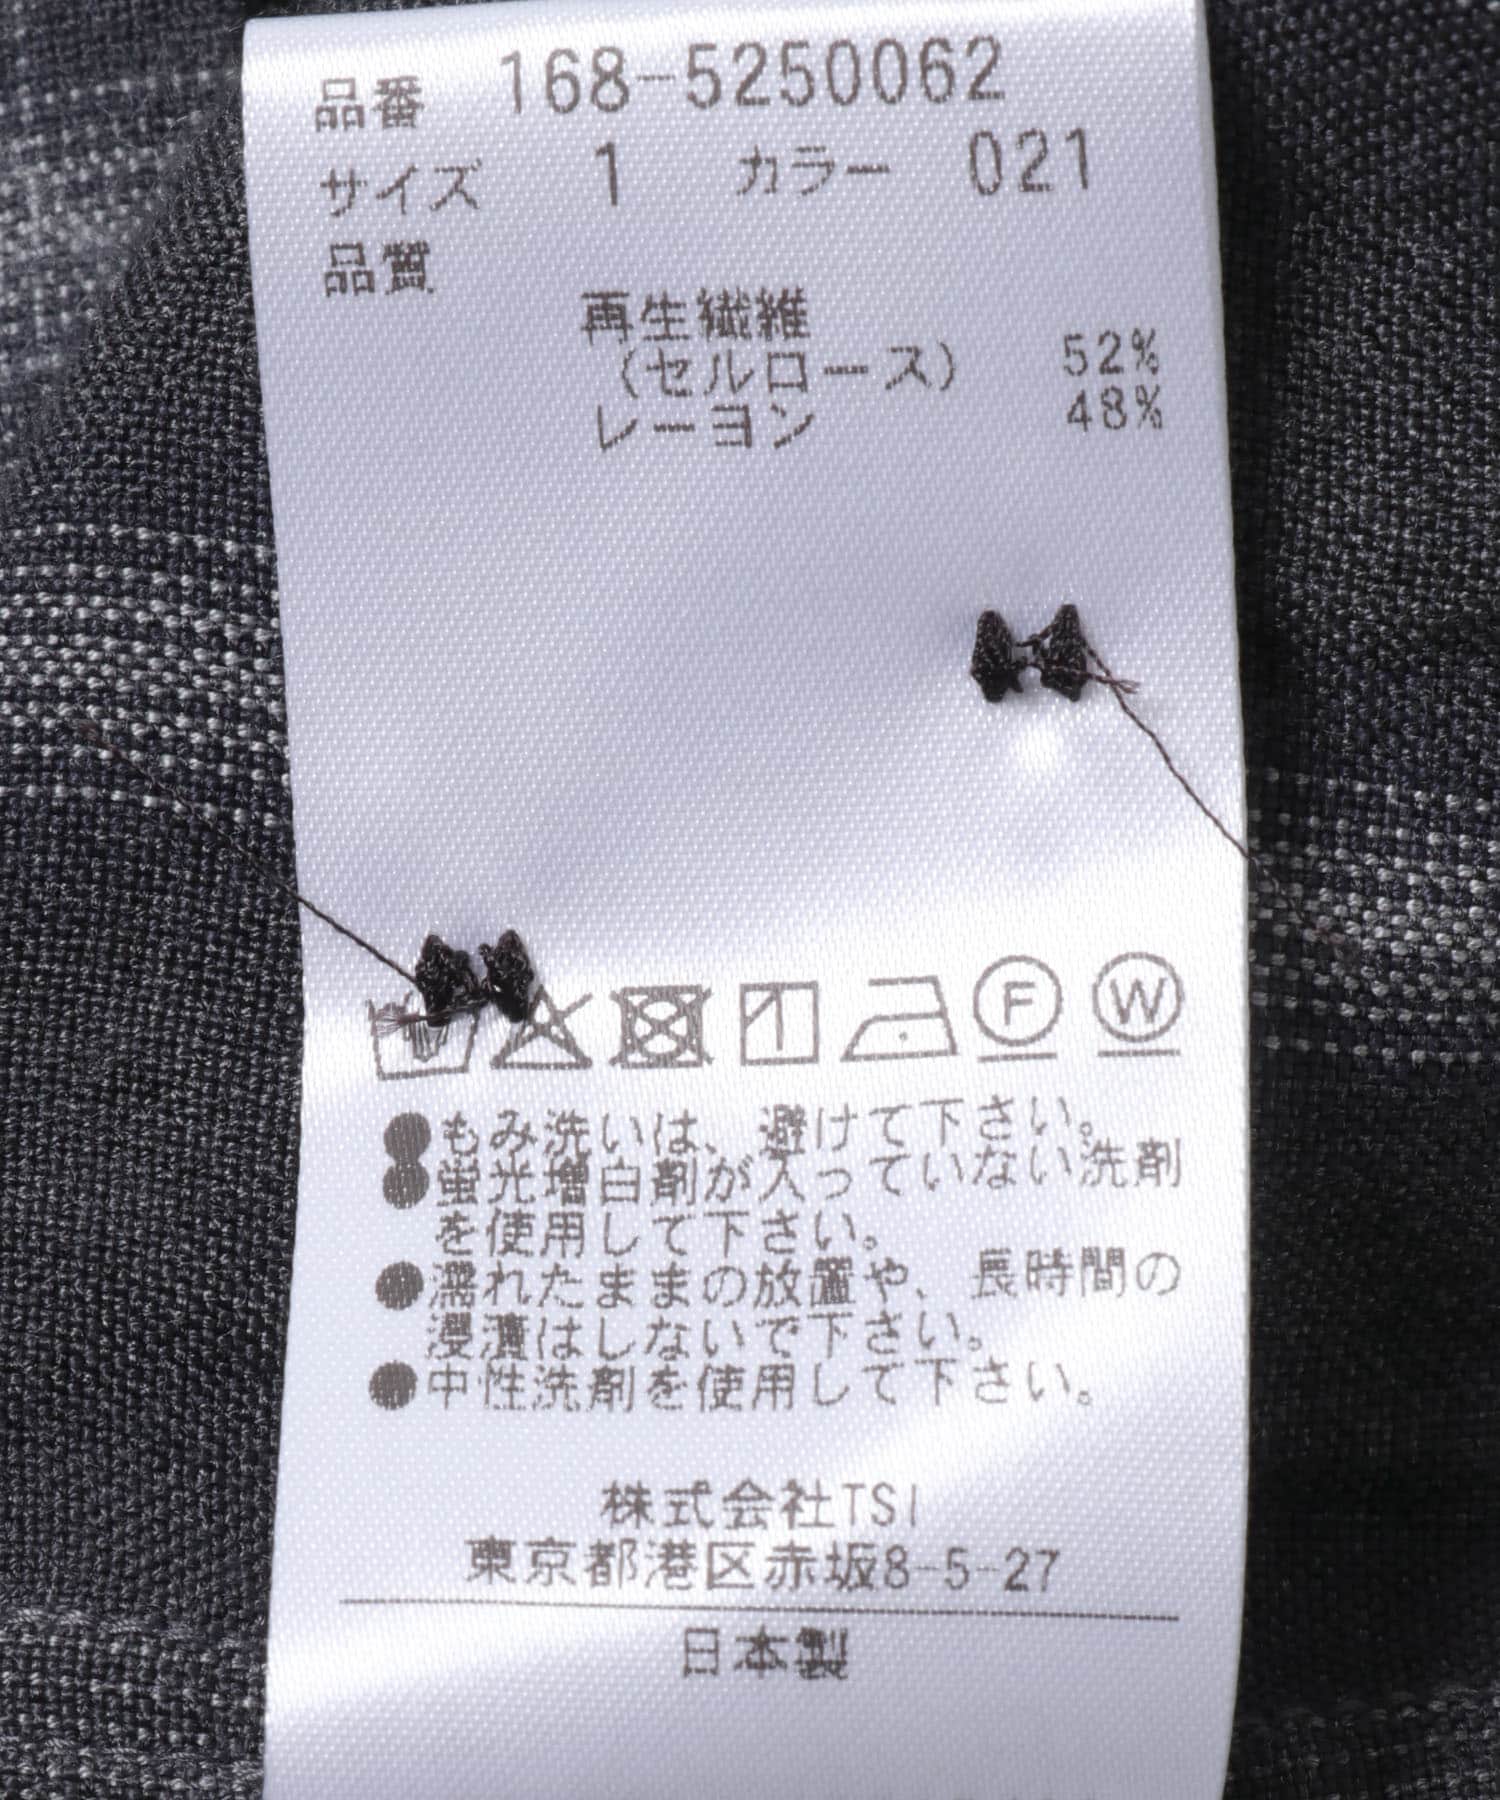 品番 168-5250062
サイズ 1 カラー 021
品質
再生繊維
(セルロース) 52%
レーヨン 48%
F W
●もみ洗いは、避けて下さい。
●蛍光増白剤が入っていない洗剤
を使用して下さい。
●濡れたままの放置や、長時間の
浸漬はしないで下さい。
●中性洗剤を使用して下さい。
株式会社TSI
東京都港区赤坂8-5-27
日本製